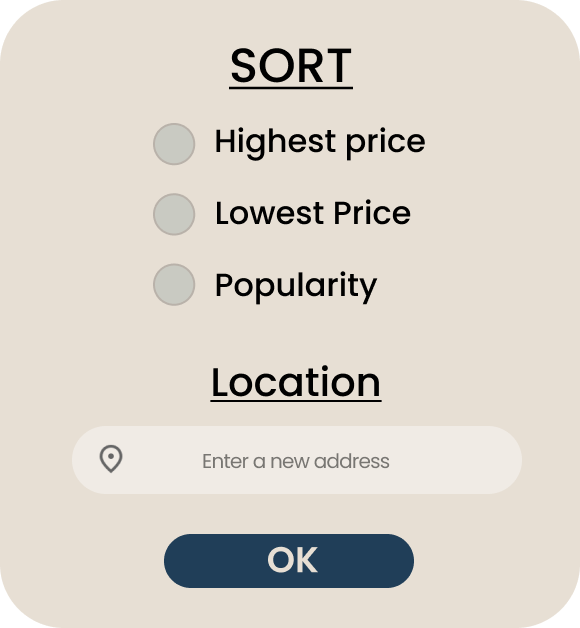 SORT
Highest price
Lowest Price
Popularity
Location
Enter a new address
OK